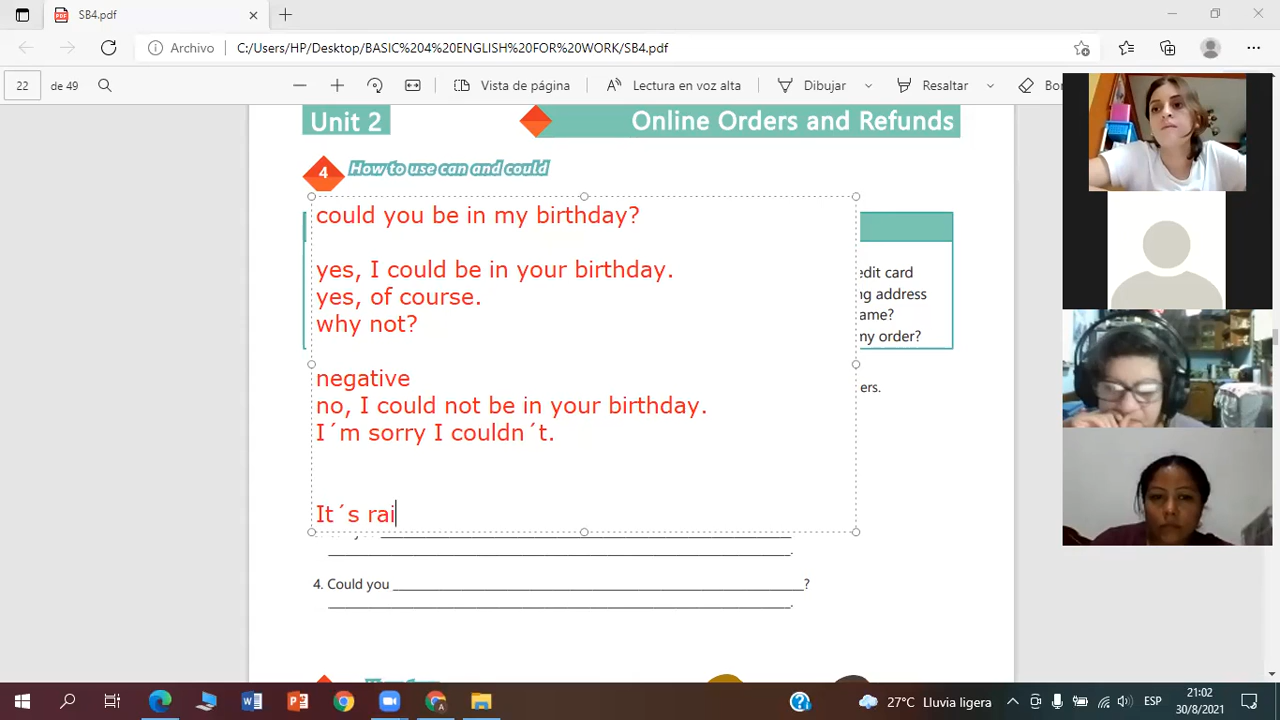 SB4.pdf
Archivo
C:/Users/HP/Desktop/BASIC%204%20ENGLISH%20FOR%20WORK/SB4.pdf
22
de 49
Vista de página
Lectura en voz alta
Dibujar
Resaltar
Bor
Unit 2
Online Orders and Refunds
4
How to use can and could
could you be in my birthday?
yes, I could be in your birthday.
yes, of course.
why not?
negative
no, I could not be in your birthday.
I´m sorry I couldn´t.
It´s rai
edit card
ng address
ame?
my order?
ers.
4. Could you ?
27°C Lluvia ligera
ESP
21:02
30/8/2021